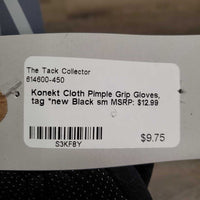 The Tack Collector
614600-450
Konekt Cloth Pimple Grip Gloves,
tag *new Black sm MSRP: $12.99
$9.75
S3KF8Y